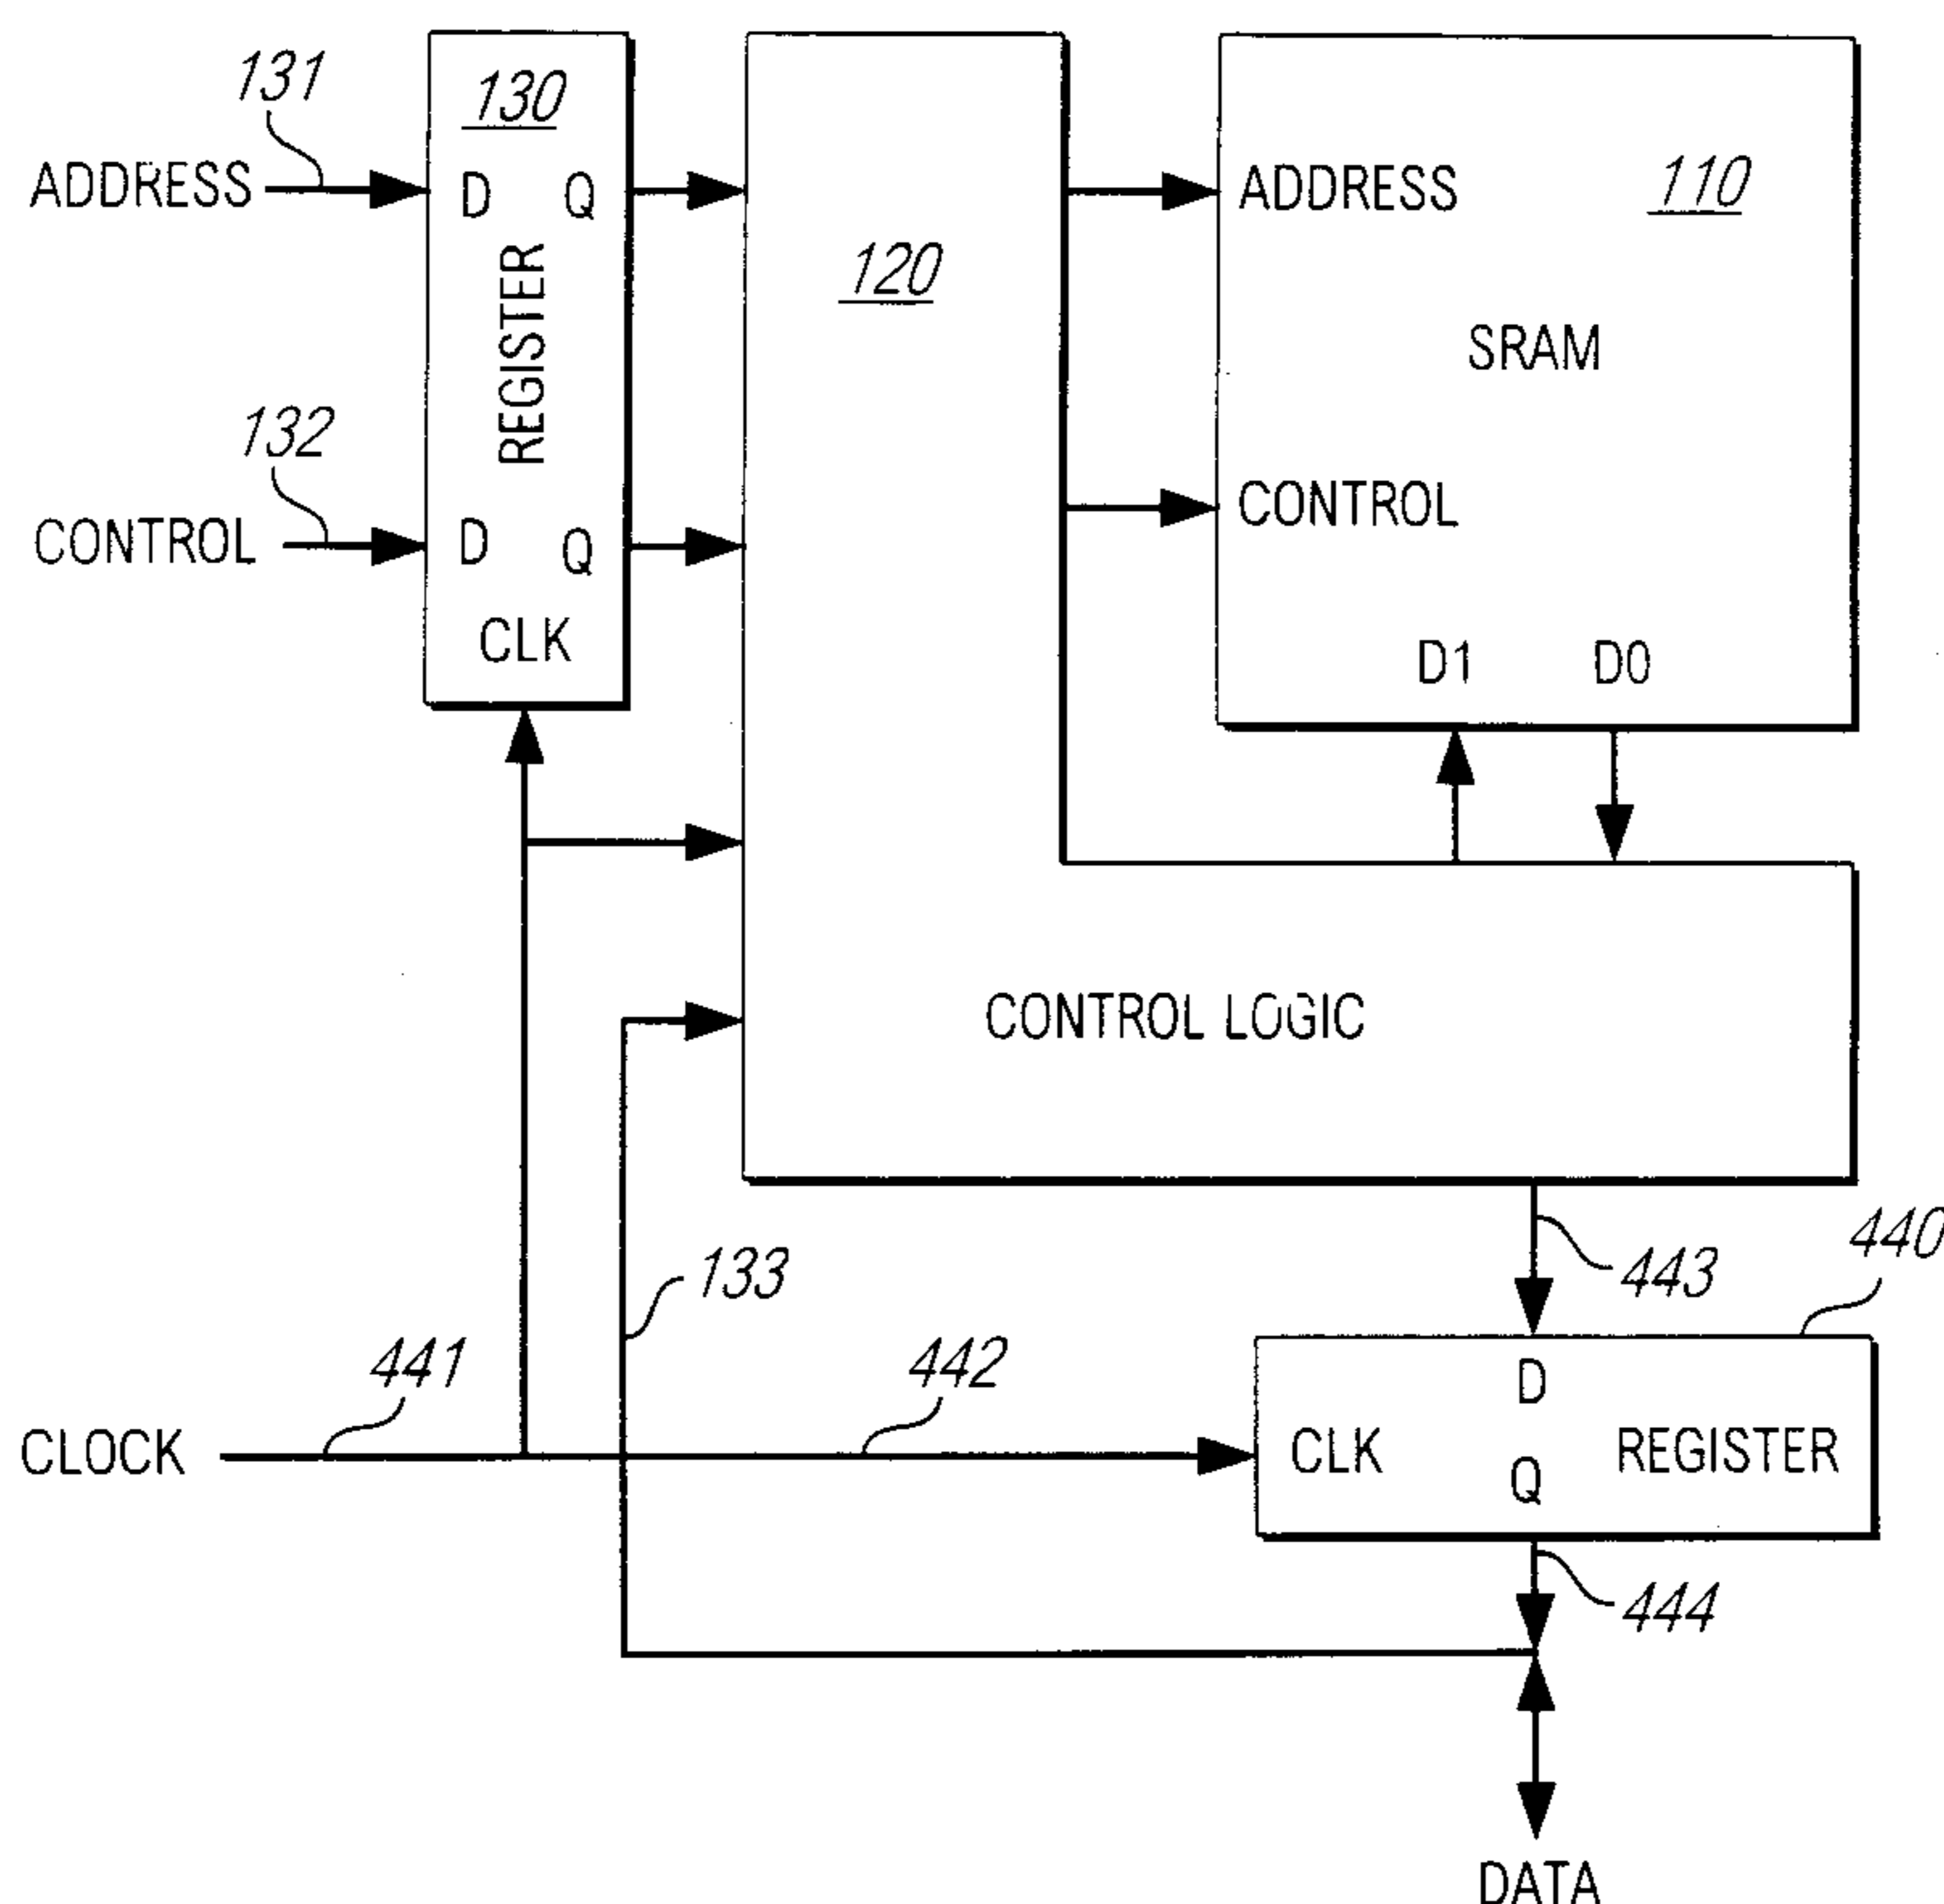 131
130
ADDRESS
D Q
REGISTER
132
CONTROL
D Q
CLK
120
ADDRESS
110
SRAM
CONTROL
D1 D0
CONTROL LOGIC
133
443
440
441
442
CLOCK
D
CLK
REGISTER
Q
444
DATA